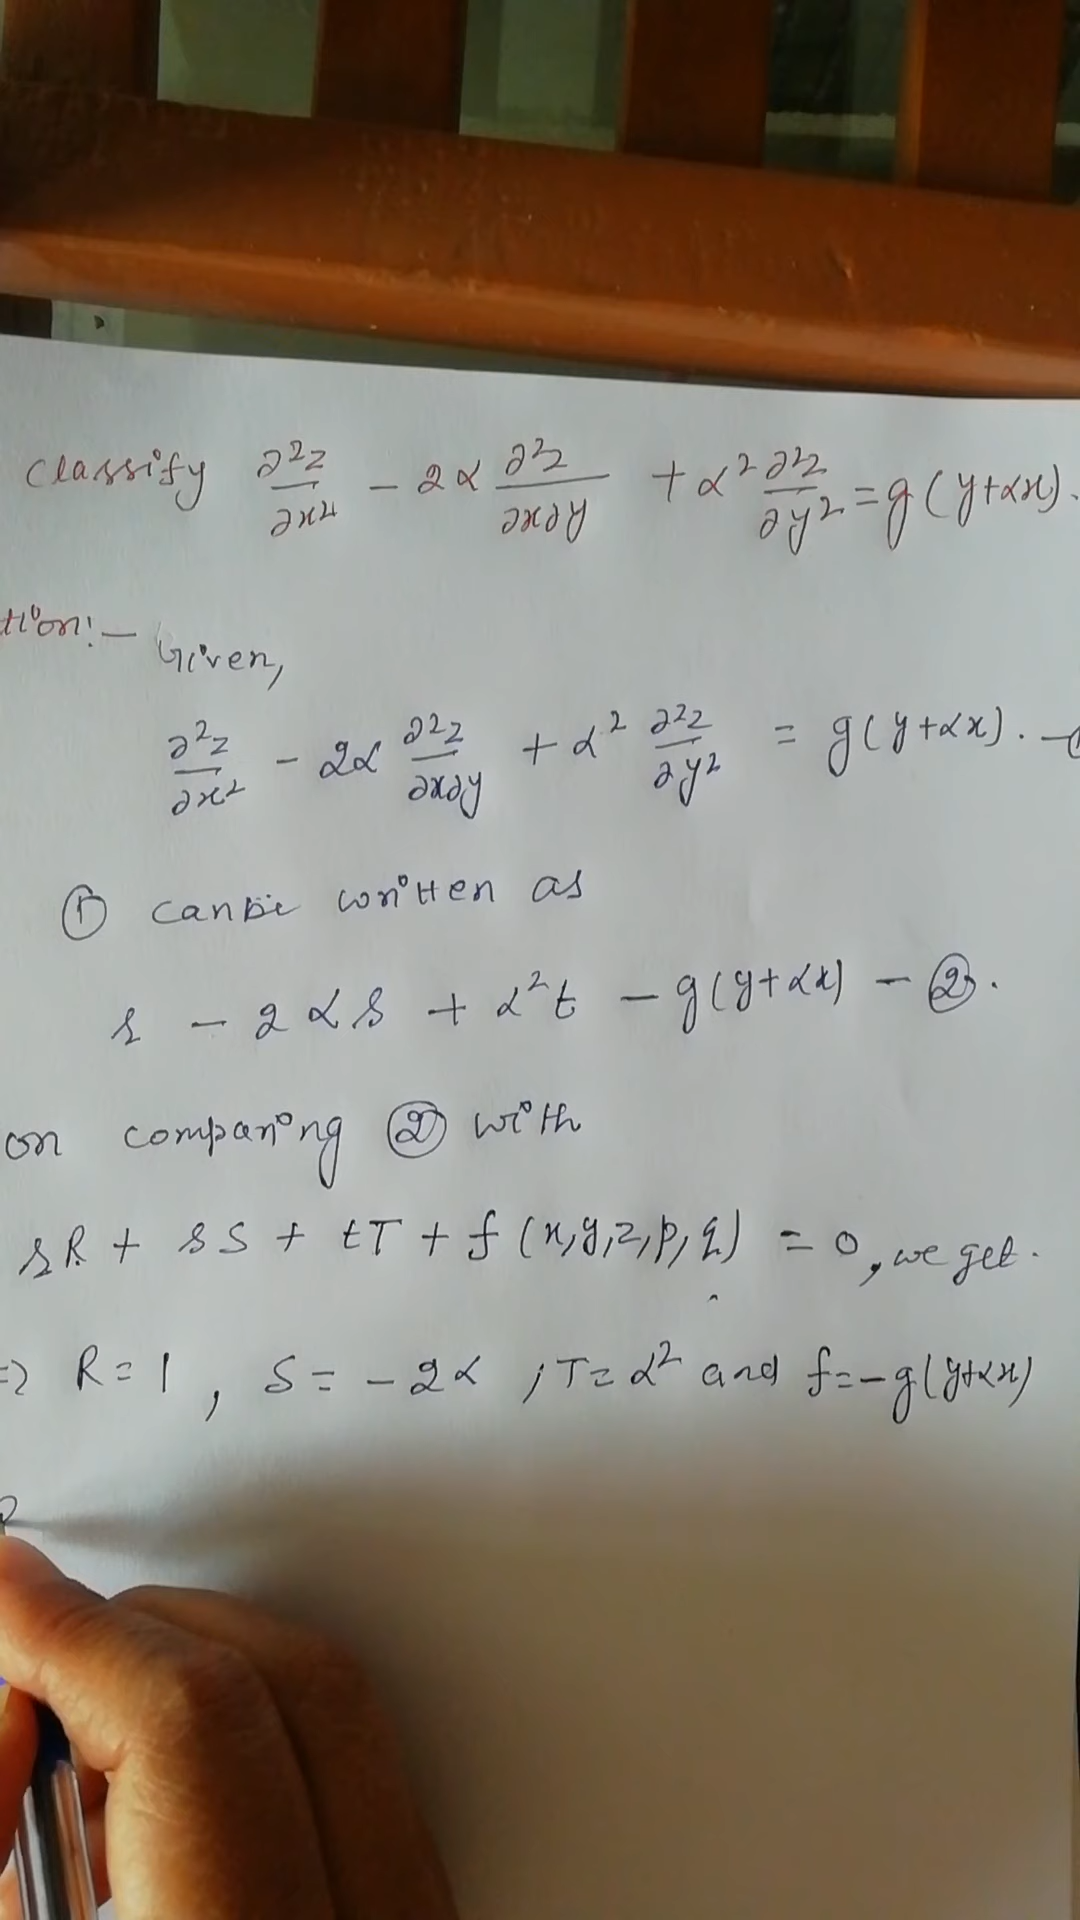 Classify ∂²z/∂x² - 2α ∂²z/∂x∂y + α² ∂²z/∂y² = g(y+αx).
tion:-
Given,
∂²z/∂x² - 2α ∂²z/∂x∂y + α² ∂²z/∂y² = g(y+αx). -①
① can be written as
r - 2αs + α²t - g(y+αx) - ②.
on comparing ② with
rR + sS + tT + f(x,y,z,p,q) = 0, we get.
⇒ R=1, S=-2α ; T=α² and f=-g(y+αx)